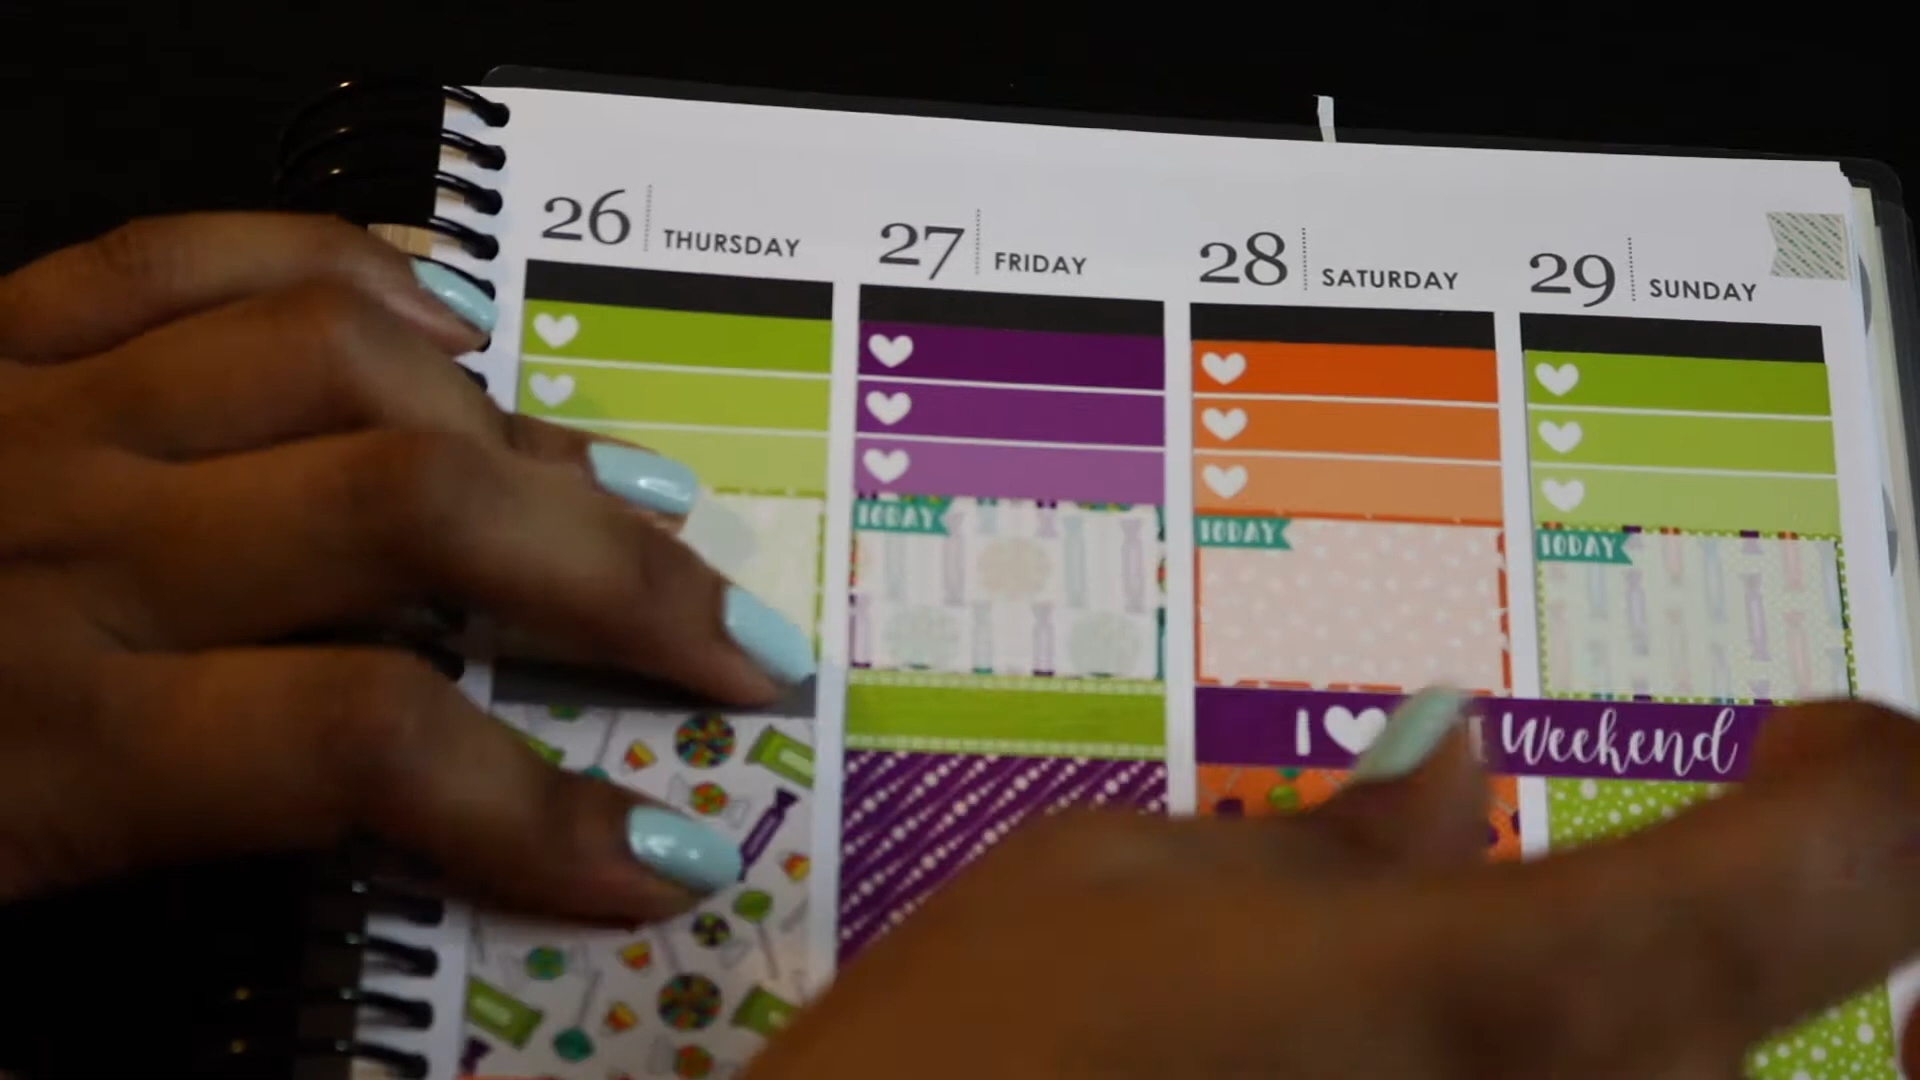 26 THURSDAY
27 FRIDAY
28 SATURDAY
29 SUNDAY
TODAY
TODAY
TODAY
I Weekend